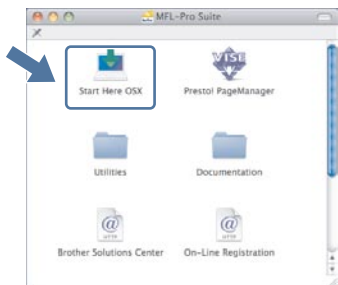 MFL-Pro Suite
Start Here OSX
Presto! PageManager
Utilities
Documentation
Brother Solutions Center
On-Line Registration